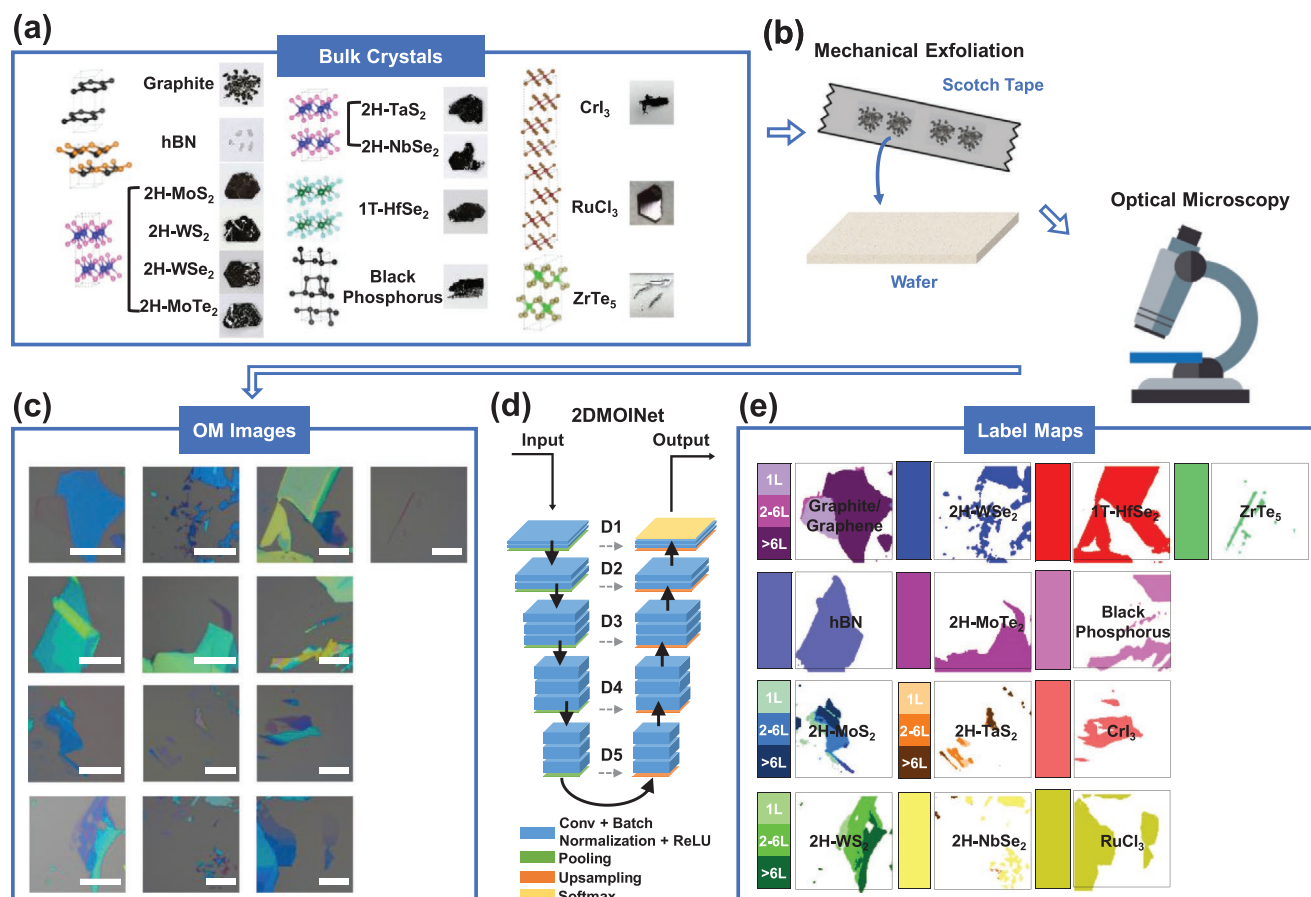 (a)
Bulk Crystals
Graphite
hBN
2H-MoS₂
2H-WS₂
2H-WSe₂
2H-MoTe₂
2H-TaS₂
2H-NbSe₂
1T-HfSe₂
Black
Phosphorus
CrI₃
RuCl₃
ZrTe₅
(b)
Mechanical Exfoliation
Scotch Tape
Wafer
Optical Microscopy
(c)
OM Images
(d)
2DMOINet
Input
Output
D1
D2
D3
D4
D5
Conv + Batch
Normalization + ReLU
Pooling
Upsampling
Softmax
(e)
Label Maps
1L
2-6L
>6L
Graphite/
Graphene
2H-WSe₂
1T-HfSe₂
ZrTe₅
hBN
2H-MoTe₂
Black
Phosphorus
1L
2-6L
>6L
2H-MoS₂
1L
2-6L
>6L
2H-TaS₂
CrI₃
1L
2-6L
>6L
2H-WS₂
2H-NbSe₂
RuCl₃